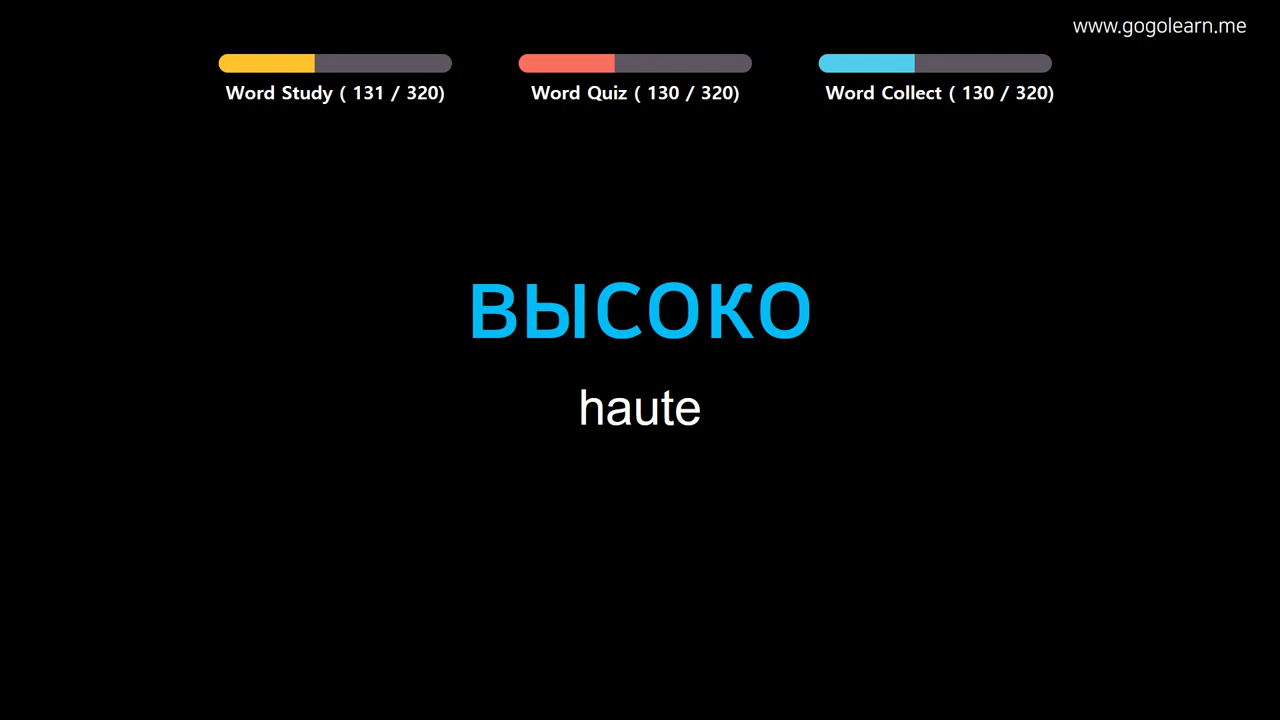 www.gogolearn.me
Word Study ( 131 / 320)
Word Quiz ( 130 / 320)
Word Collect ( 130 / 320)
высоко
haute